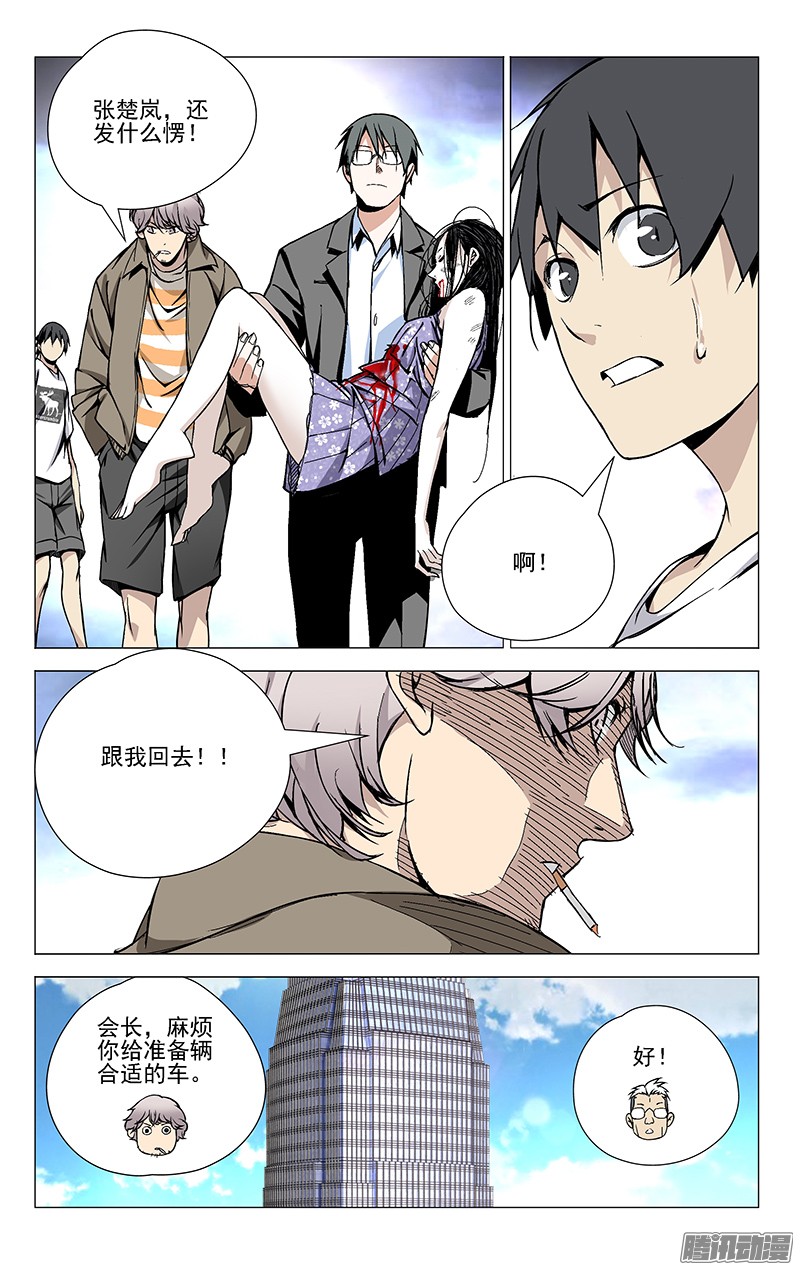 张楚岚，还
发什么愣！
啊！
跟我回去！！
会长，麻烦
你给准备辆
合适的车。
好！
腾讯动漫